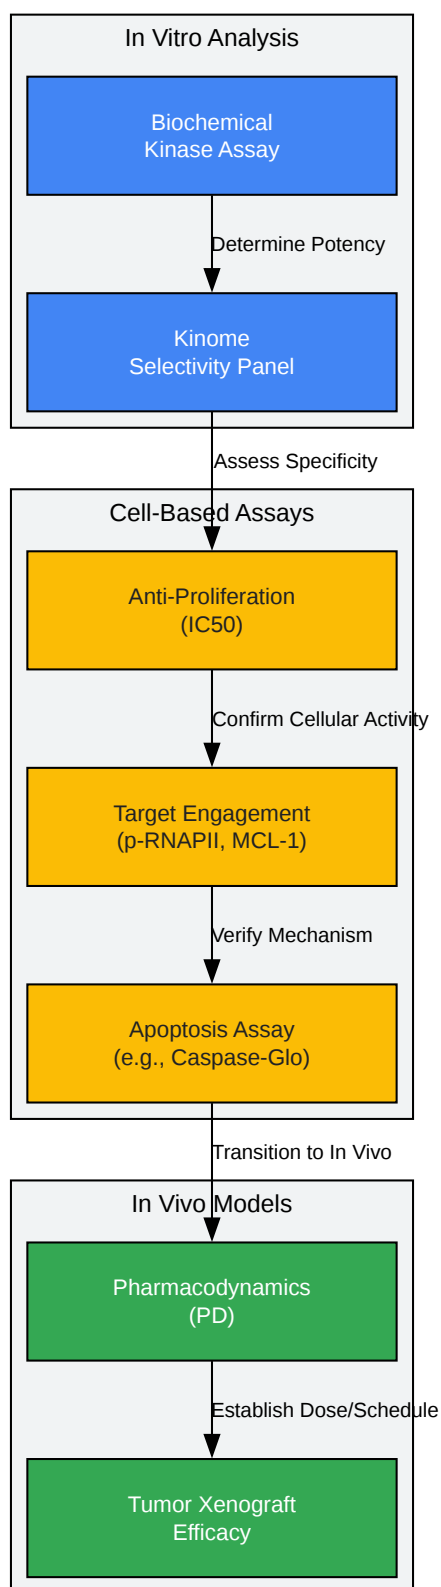 In Vitro Analysis
Biochemical
Kinase Assay
Determine Potency
Kinome
Selectivity Panel
Assess Specificity
Cell-Based Assays
Anti-Proliferation
(IC50)
Confirm Cellular Activity
Target Engagement
(p-RNAPII, MCL-1)
Verify Mechanism
Apoptosis Assay
(e.g., Caspase-Glo)
Transition to In Vivo
In Vivo Models
Pharmacodynamics
(PD)
Establish Dose/Schedule
Tumor Xenograft
Efficacy